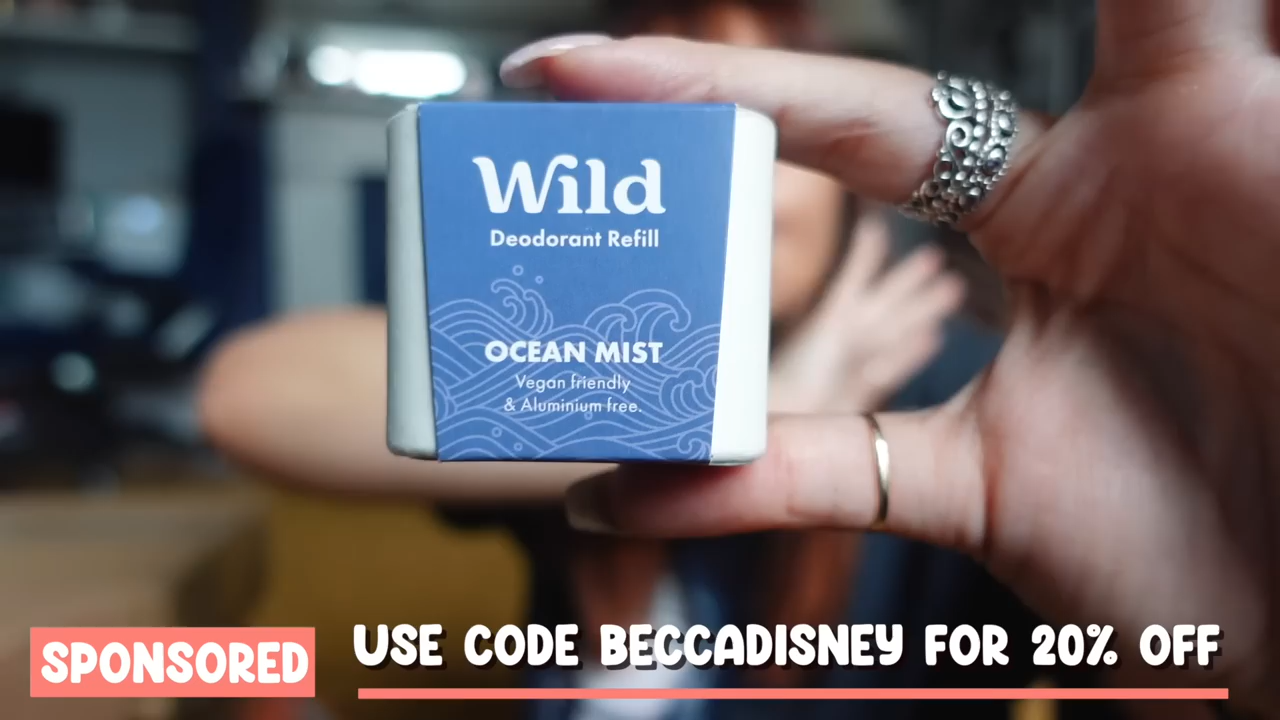 Wild
Deodorant Refill
OCEAN MIST
Vegan friendly
& Aluminium free.
SPONSORED
USE CODE BECCADISNEY FOR 20% OFF